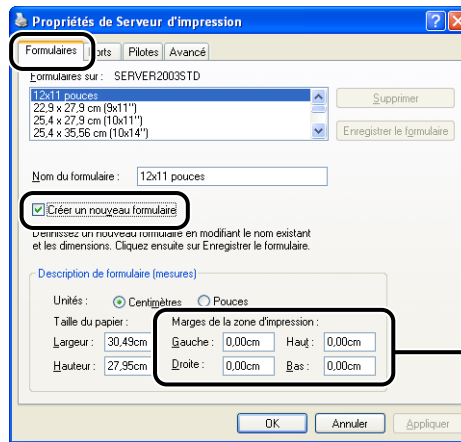 Propriétés de Serveur d'impression
Formulaires Ports Pilotes Avancé
Formulaires sur : SERVER2003STD
12x11 pouces
22,9 x 27,9 cm (9x11")
25,4 x 27,9 cm (10x11")
25,4 x 35,56 cm (10x14")
Supprimer
Enregistrer le formulaire
Nom du formulaire : 12x11 pouces
Créer un nouveau formulaire
Définissez un nouveau formulaire en modifiant le nom existant
et les dimensions. Cliquez ensuite sur Enregistrer le formulaire.
Description de formulaire (mesures)
Unités : Centimètres Pouces
Taille du papier : Marges de la zone d'impression :
Largeur : 30,49cm Gauche : 0,00cm Haut : 0,00cm
Hauteur : 27,95cm Droite : 0,00cm Bas : 0,00cm
OK Annuler Appliquer